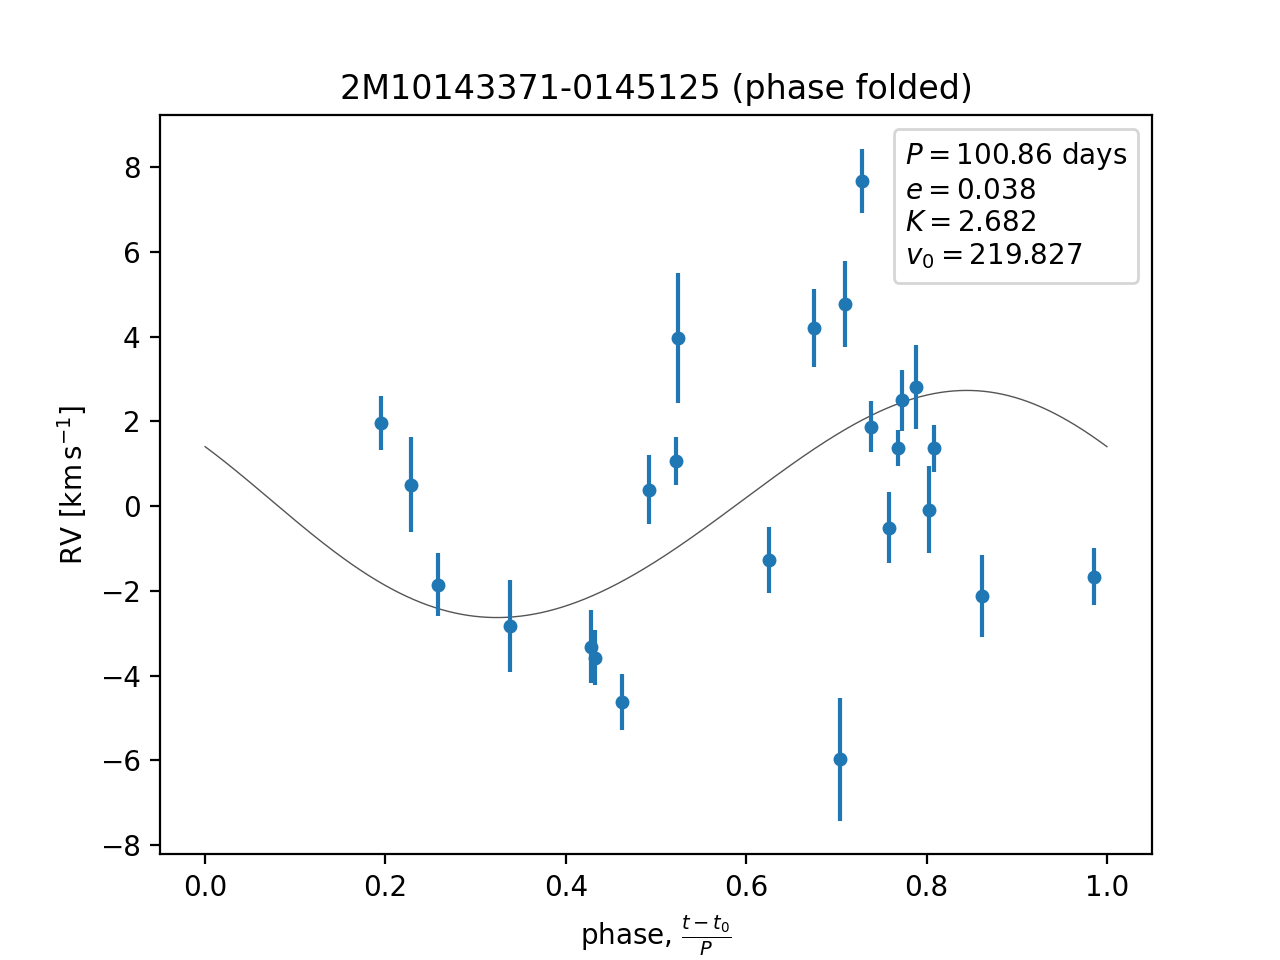 2M10143371-0145125 (phase folded)
P = 100.86 days
e = 0.038
K = 2.682
v₀ = 219.827
RV [km s⁻¹]
8
6
4
2
0
−2
−4
−6
−8
0.0 0.2 0.4 0.6 0.8 1.0
phase, (t − t₀)/P